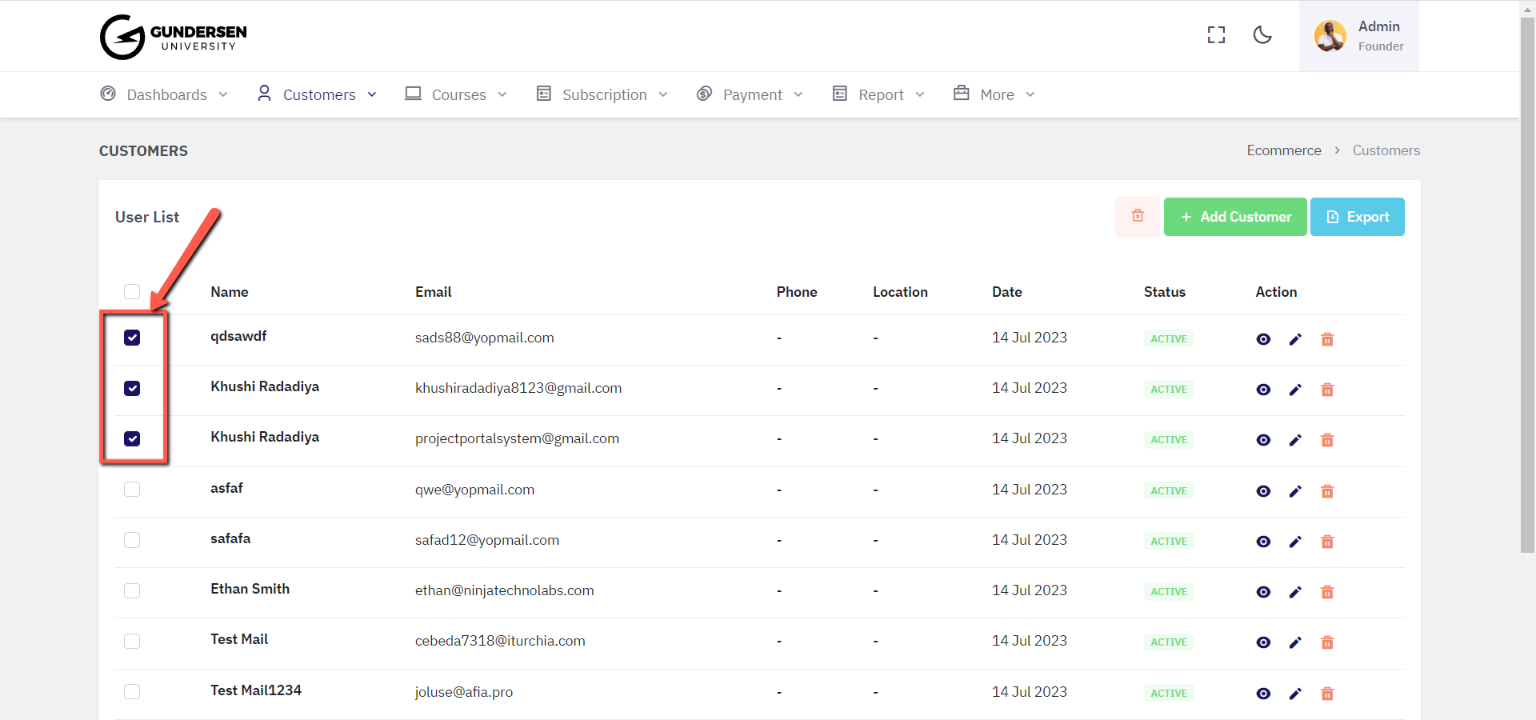 GUNDERSEN
UNIVERSITY
Admin
Founder
Dashboards Customers Courses Subscription Payment Report More
CUSTOMERS
Ecommerce > Customers
User List
+ Add Customer
Export
Name Email Phone Location Date Status Action
qdsawdf sads88@yopmail.com - - 14 Jul 2023 ACTIVE
Khushi Radadiya khushiradadiya8123@gmail.com - - 14 Jul 2023 ACTIVE
Khushi Radadiya projectportalsystem@gmail.com - - 14 Jul 2023 ACTIVE
asfaf qwe@yopmail.com - - 14 Jul 2023 ACTIVE
safafa safad12@yopmail.com - - 14 Jul 2023 ACTIVE
Ethan Smith ethan@ninjatechnolabs.com - - 14 Jul 2023 ACTIVE
Test Mail cebeda7318@iturchia.com - - 14 Jul 2023 ACTIVE
Test Mail1234 joluse@afia.pro - - 14 Jul 2023 ACTIVE